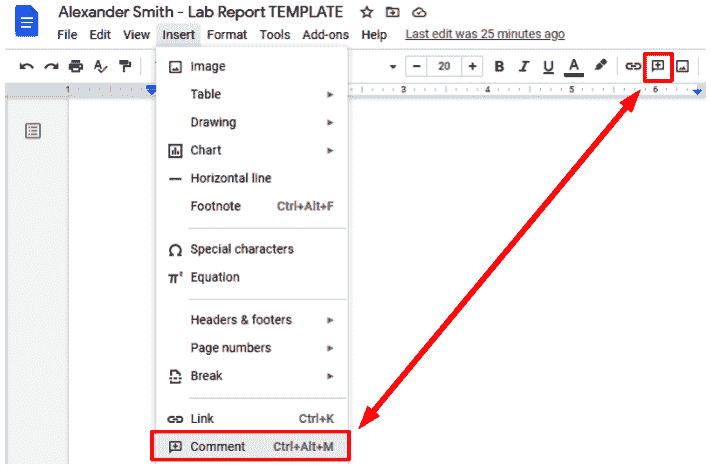 Alexander Smith - Lab Report TEMPLATE
File Edit View Insert Format Tools Add-ons Help Last edit was 25 minutes ago
20 B I U A
1 3 4 5 6
Image
Table
Drawing
Chart
Horizontal line
Footnote Ctrl+Alt+F
Special characters
π² Equation
Headers & footers
Page numbers
Break
Link Ctrl+K
Comment Ctrl+Alt+M